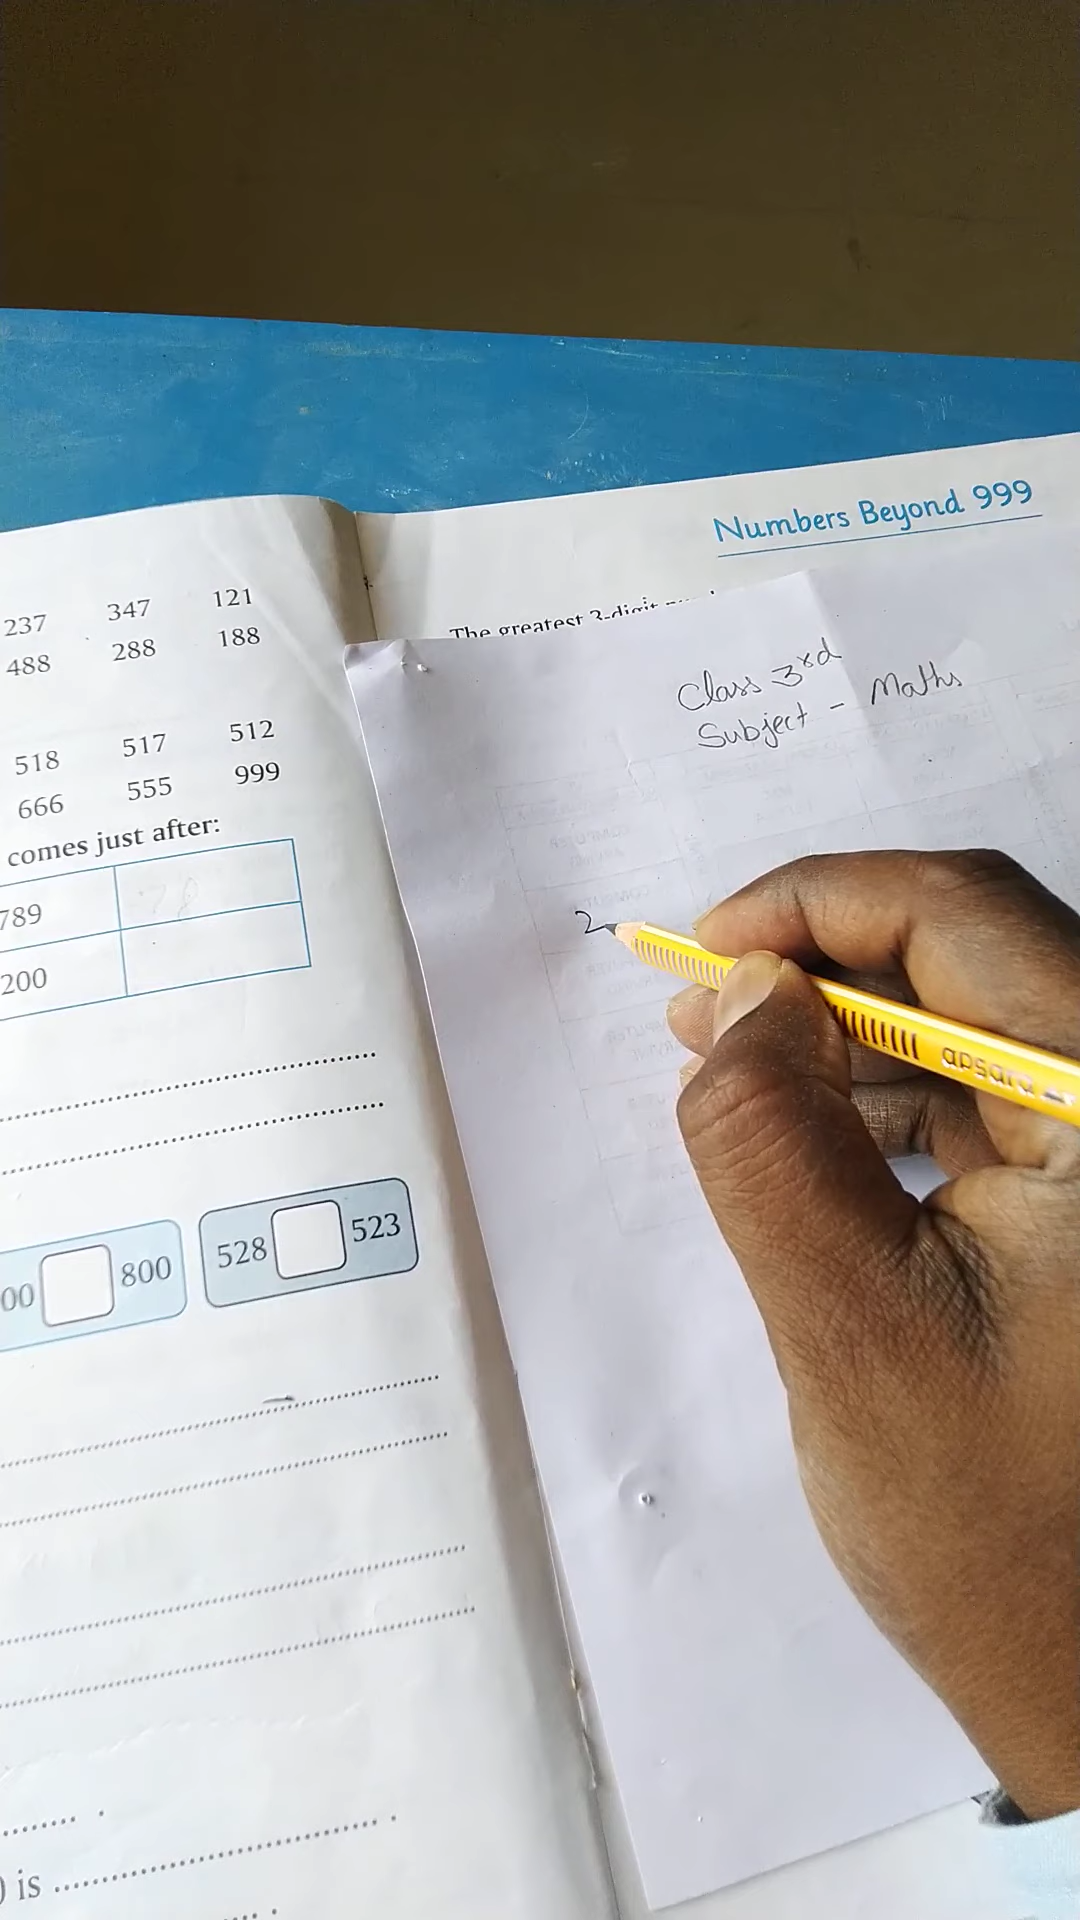 237 347 121
488 288 188
518 517 512
666 555 999
comes just after:
789 78
200
00 800
528 523
) is
Numbers Beyond 999
The greatest 3-digit
Class 3rd
Subject - Maths
2
apsara